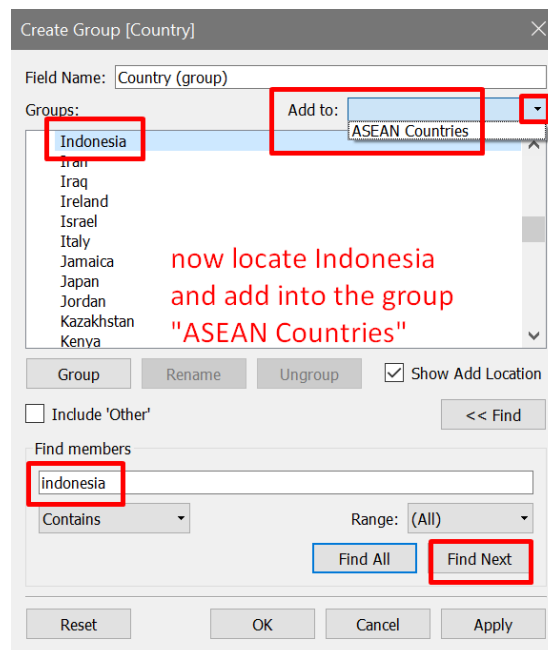 Create Group [Country]
Field Name: Country (group)
Groups:
Add to:
ASEAN Countries
Indonesia
Iran
Iraq
Ireland
Israel
Italy
Jamaica
Japan
Jordan
Kazakhstan
Kenya
now locate Indonesia
and add into the group
"ASEAN Countries"
Group Rename Ungroup Show Add Location
Include 'Other' << Find
Find members
indonesia
Contains Range: (All)
Find All Find Next
Reset OK Cancel Apply